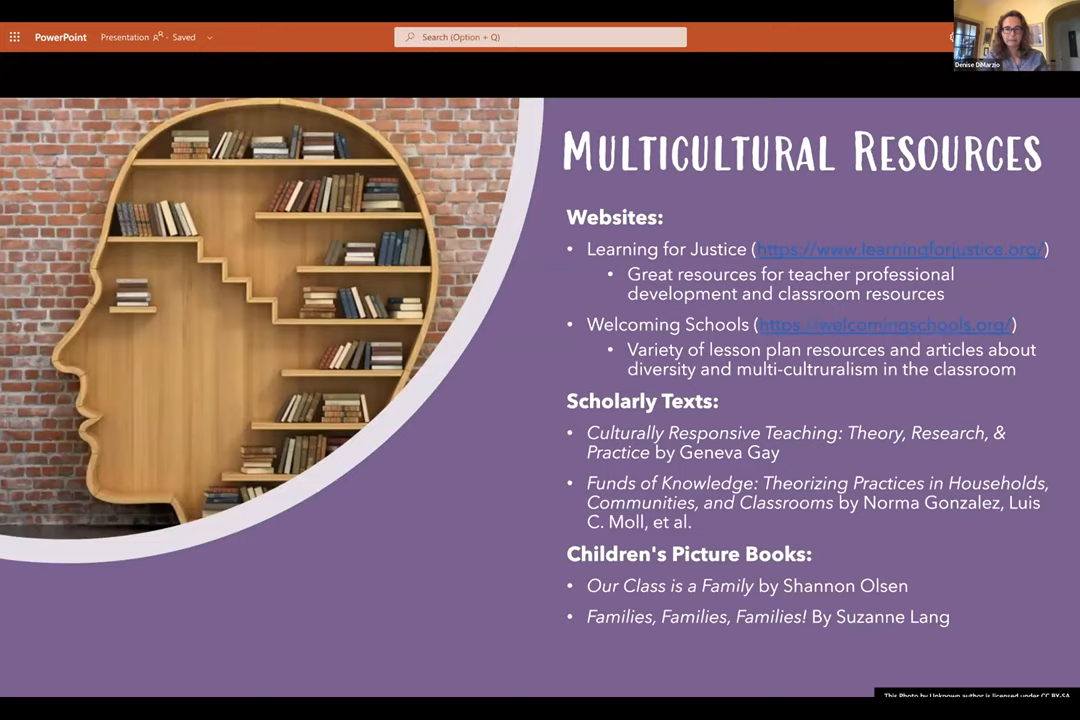 PowerPoint
Presentation - Saved
Search (Option + Q)
Denise DiMarzio
MULTICULTURAL RESOURCES
Websites:
• Learning for Justice (https://www.learningforjustice.org/)
• Great resources for teacher professional
development and classroom resources
• Welcoming Schools (https://welcomingschools.org/)
• Variety of lesson plan resources and articles about
diversity and multi-cultruralism in the classroom
Scholarly Texts:
• Culturally Responsive Teaching: Theory, Research, &
Practice by Geneva Gay
• Funds of Knowledge: Theorizing Practices in Households,
Communities, and Classrooms by Norma Gonzalez, Luis
C. Moll, et al.
Children's Picture Books:
• Our Class is a Family by Shannon Olsen
• Families, Families, Families! By Suzanne Lang
This Photo by Unknown author is licensed under CC BY-SA